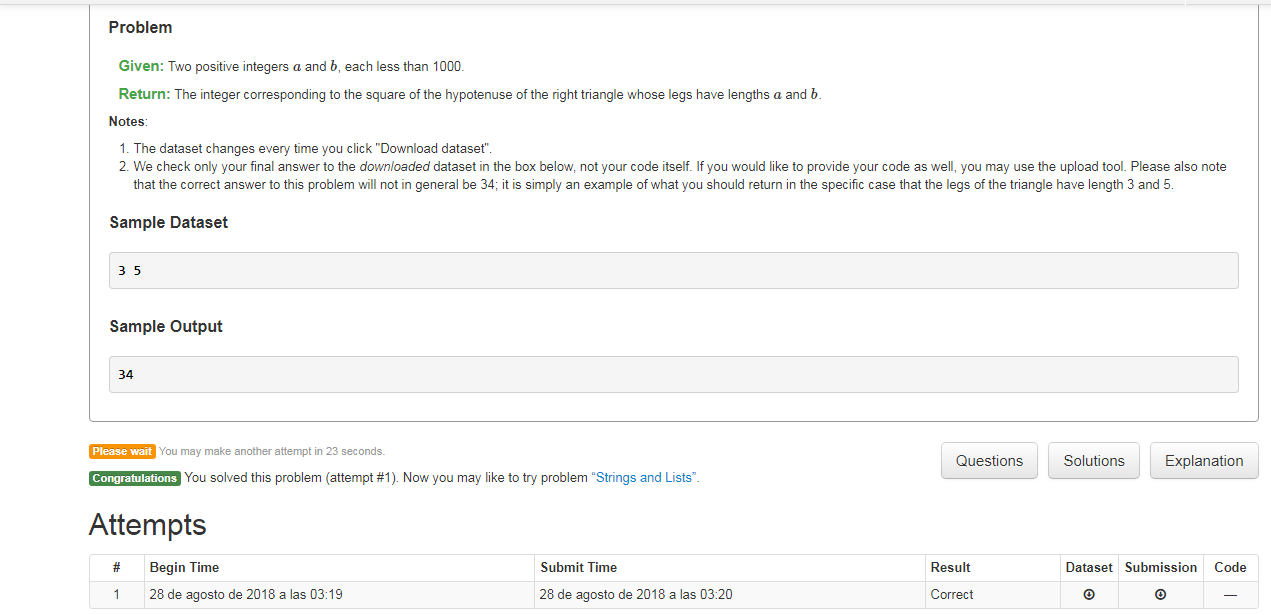 Problem
Given: Two positive integers a and b, each less than 1000.
Return: The integer corresponding to the square of the hypotenuse of the right triangle whose legs have lengths a and b.
Notes:
1. The dataset changes every time you click "Download dataset".
2. We check only your final answer to the downloaded dataset in the box below, not your code itself. If you would like to provide your code as well, you may use the upload tool. Please also note
that the correct answer to this problem will not in general be 34; it is simply an example of what you should return in the specific case that the legs of the triangle have length 3 and 5.
Sample Dataset
3 5
Sample Output
34
Please wait You may make another attempt in 23 seconds.
Congratulations You solved this problem (attempt #1). Now you may like to try problem “Strings and Lists”.
Questions Solutions Explanation
Attempts
# Begin Time Submit Time Result Dataset Submission Code
1 28 de agosto de 2018 a las 03:19 28 de agosto de 2018 a las 03:20 Correct —